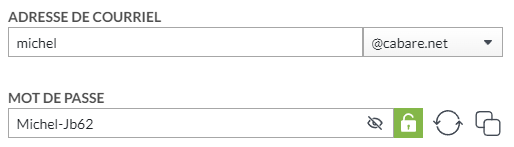 ADRESSE DE COURRIEL
michel @cabare.net
MOT DE PASSE
Michel-Jb62